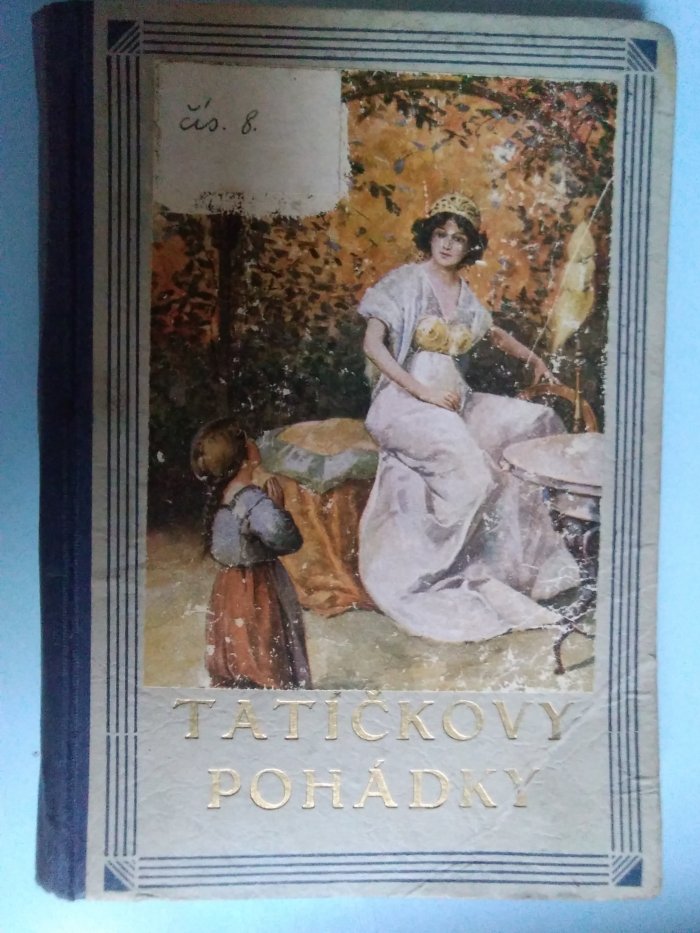 čís. 8.
TATÍČKOVY
POHÁDKY